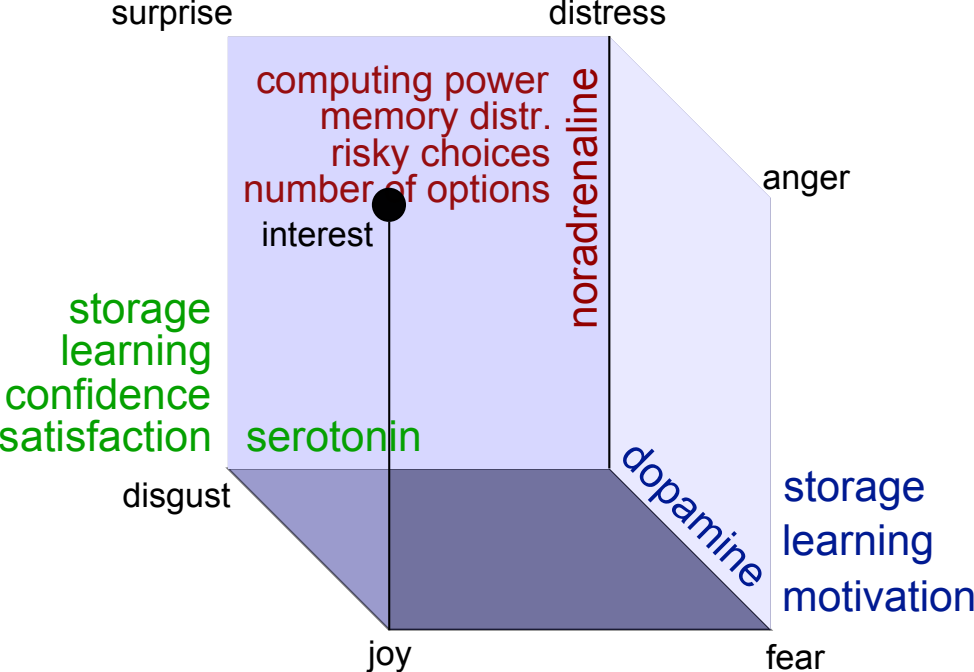 surprise
distress
computing power
memory distr.
risky choices
number of options
noradrenaline
anger
interest
storage
learning
confidence
satisfaction
serotonin
disgust
dopamine
storage
learning
motivation
joy
fear